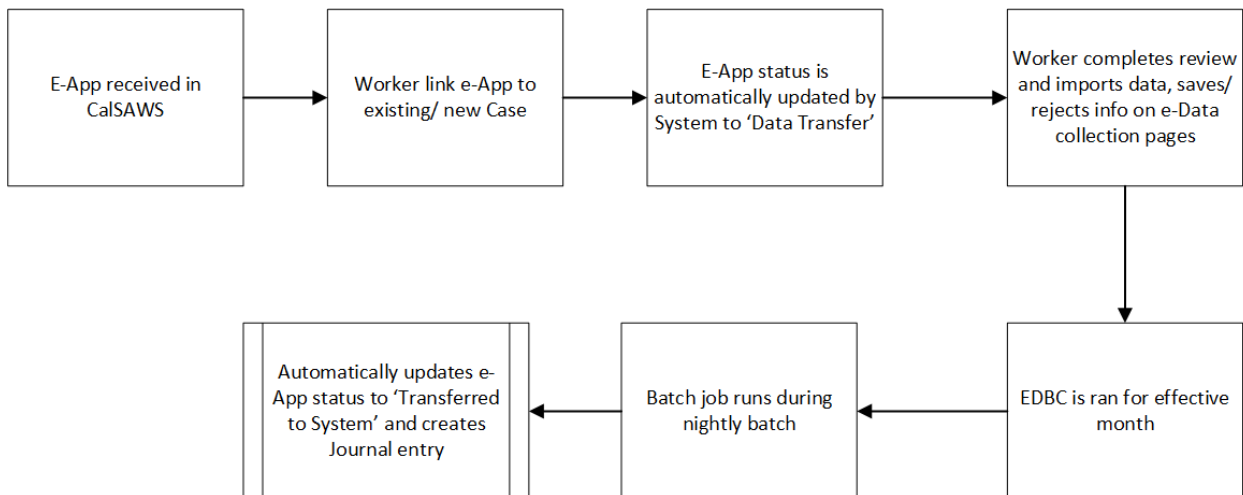 E-App received in
CalSAWS
Worker link e-App to
existing/ new Case
E-App status is
automatically updated by
System to ‘Data Transfer’
Worker completes review
and imports data, saves/
rejects info on e-Data
collection pages
Automatically updates e-
App status to ‘Transferred
to System’ and creates
Journal entry
Batch job runs during
nightly batch
EDBC is ran for effective
month